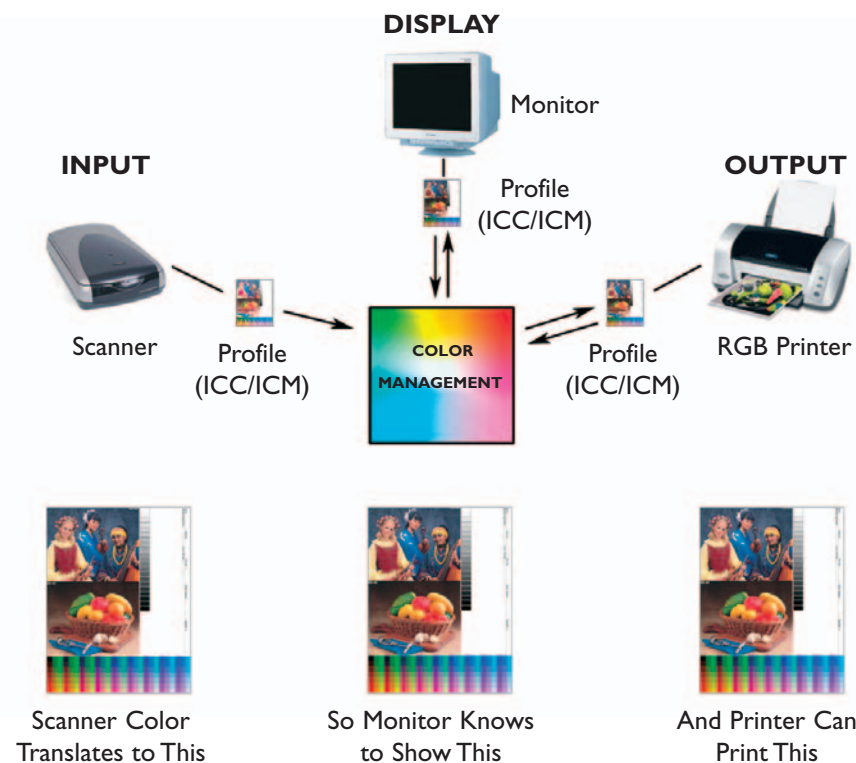 DISPLAY
Monitor
INPUT
OUTPUT
Profile
(ICC/ICM)
Scanner
Profile
(ICC/ICM)
COLOR
MANAGEMENT
Profile
(ICC/ICM)
RGB Printer
Scanner Color
Translates to This
So Monitor Knows
to Show This
And Printer Can
Print This